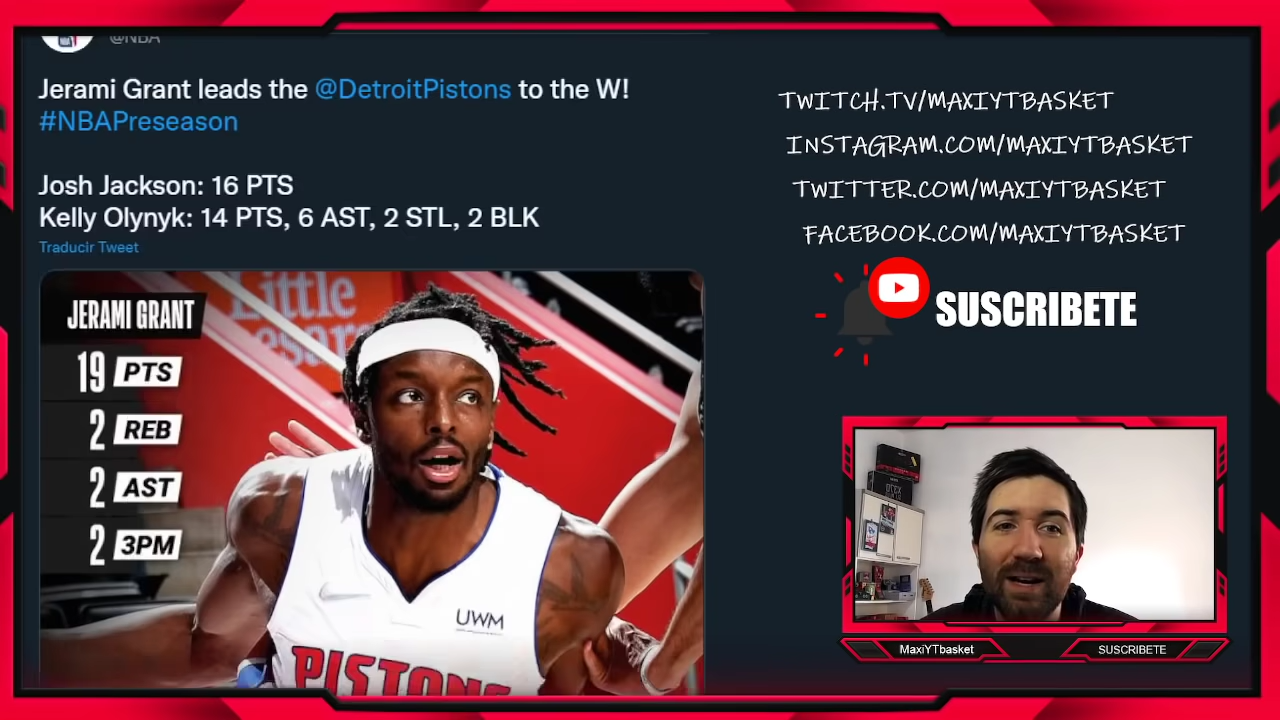 @NBA
Jerami Grant leads the @DetroitPistons to the W!
#NBAPreseason
Josh Jackson: 16 PTS
Kelly Olynyk: 14 PTS, 6 AST, 2 STL, 2 BLK
Traducir Tweet
Little
Caesars
JERAMI GRANT
19 PTS
2 REB
2 AST
2 3PM
UWM
PISTONS
TWITCH.TV/MAXIYTBASKET
INSTAGRAM.COM/MAXIYTBASKET
TWITTER.COM/MAXIYTBASKET
FACEBOOK.COM/MAXIYTBASKET
SUSCRIBETE
MaxiYTbasket
SUSCRIBETE